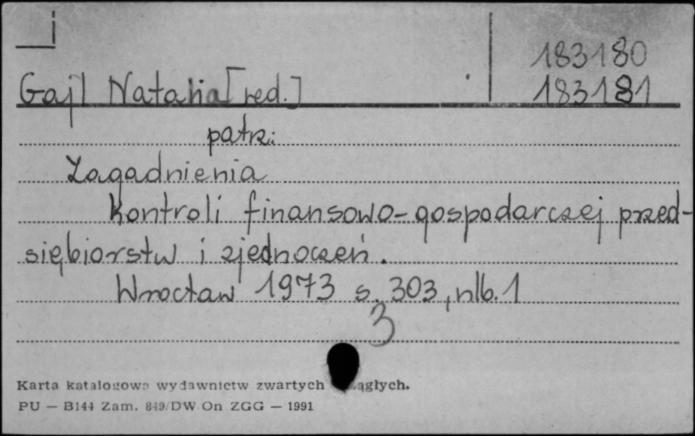 i
183180
Gajl Natalia [red.] 183181
patrz:
Zagadnienia
kontroli finansowo-gospodarczej przed-
siębiorstw i zjednoczeń.
Wrocław 1973 s. 303, nlb. 1
3
Karta katalogowa wydawnictw zwartych
PU — B144 Zam. 849/DW On ZGG — 1991